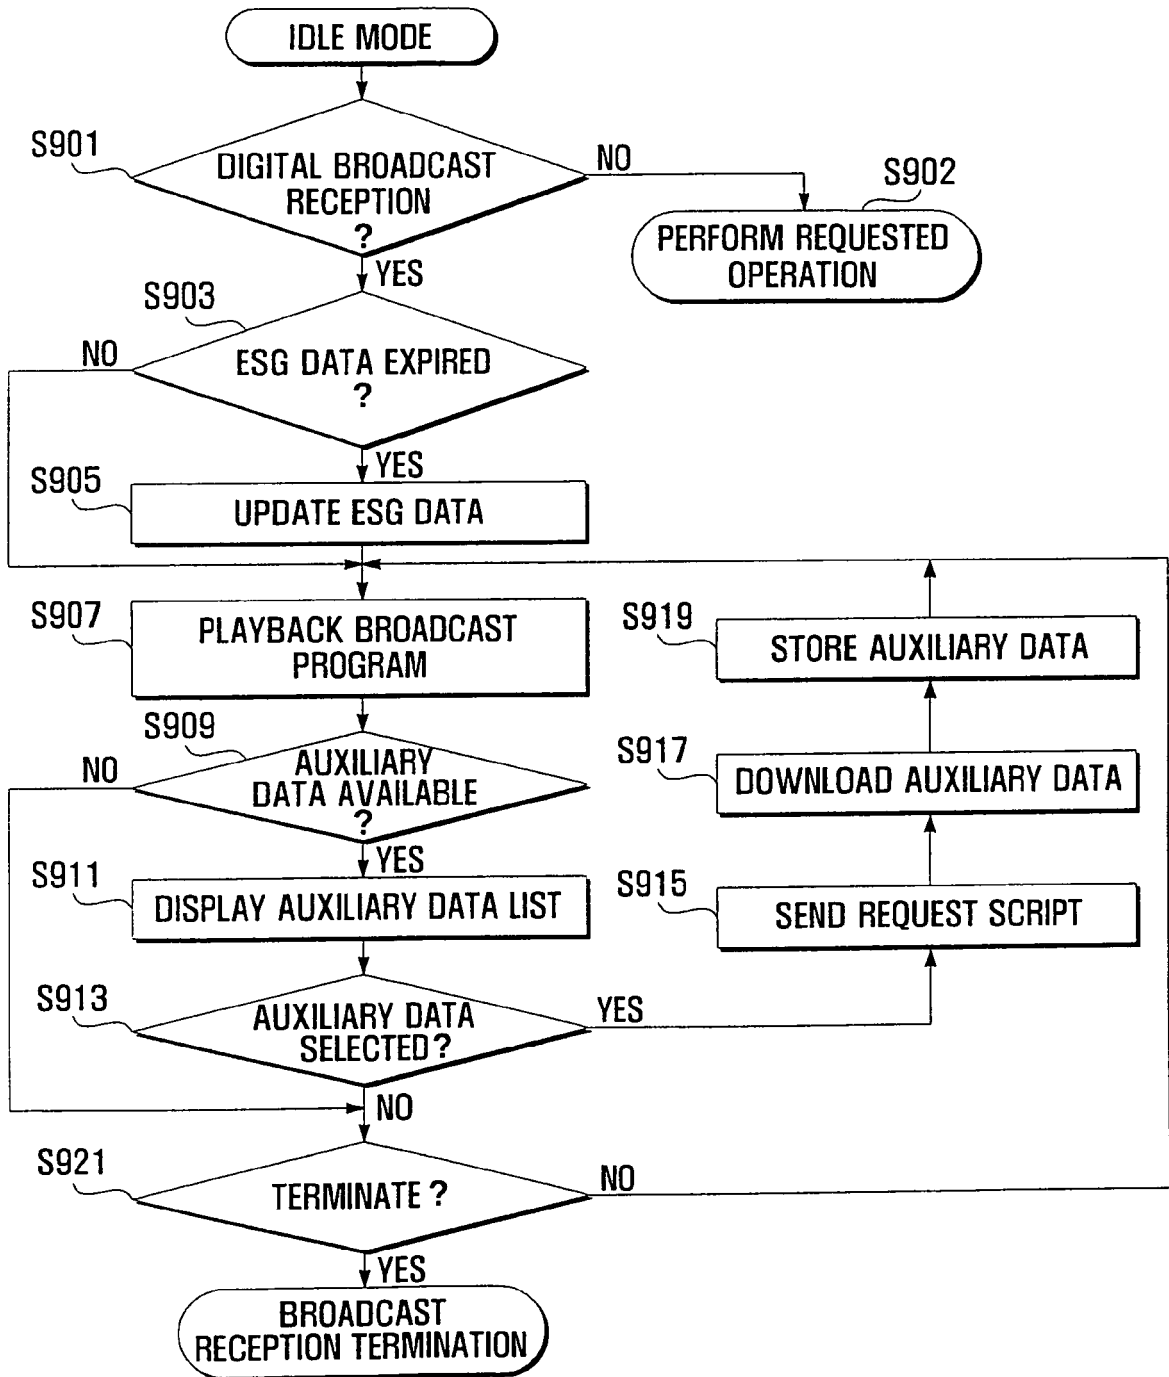 IDLE MODE
S901
DIGITAL BROADCAST
RECEPTION
?
NO
S902
PERFORM REQUESTED
OPERATION
YES
S903
NO
ESG DATA EXPIRED
?
YES
S905
UPDATE ESG DATA
S907
PLAYBACK BROADCAST
PROGRAM
S909
NO
AUXILIARY
DATA AVAILABLE
?
YES
S911
DISPLAY AUXILIARY DATA LIST
S913
AUXILIARY DATA
SELECTED?
YES
S915
SEND REQUEST SCRIPT
S917
DOWNLOAD AUXILIARY DATA
S919
STORE AUXILIARY DATA
NO
S921
TERMINATE ?
NO
YES
BROADCAST
RECEPTION TERMINATION